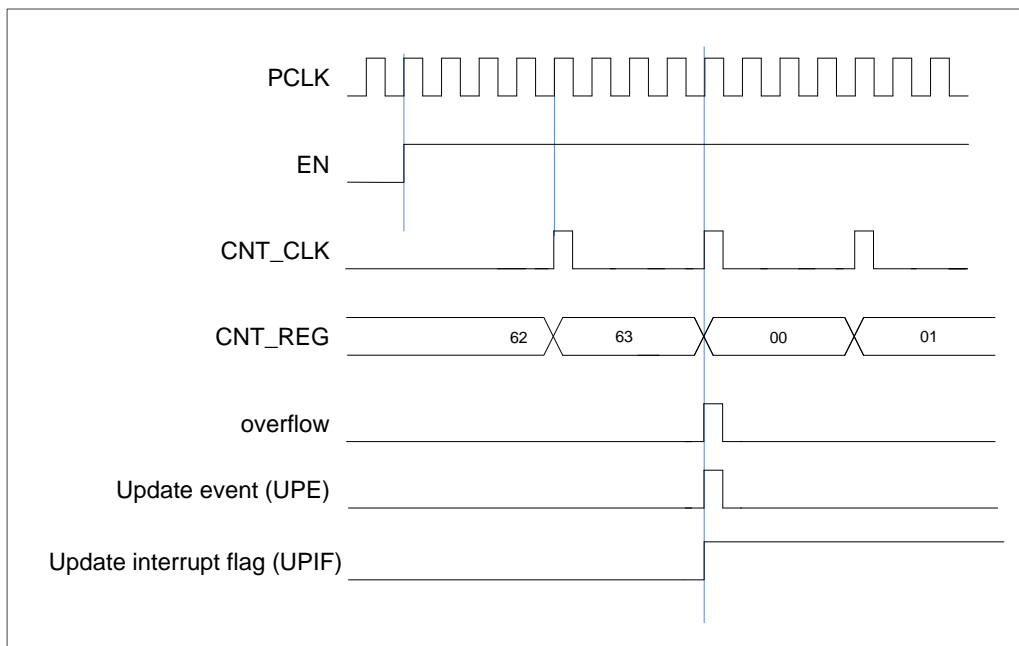 PCLK
EN
CNT_CLK
CNT_REG
62
63
00
01
overflow
Update event (UPE)
Update interrupt flag (UPIF)